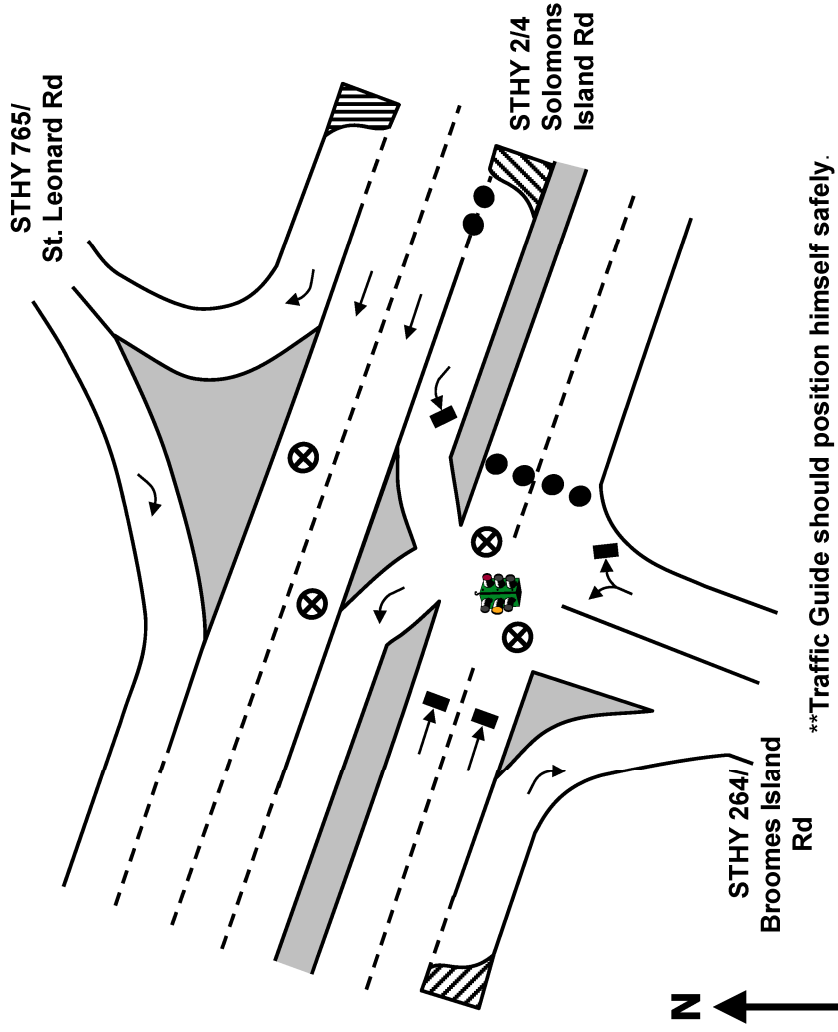 STHY 765/
St. Leonard Rd
STHY 2/4
Solomons
Island Rd
STHY 264/
Broomes Island
Rd
**Traffic Guide should position himself safely.
N